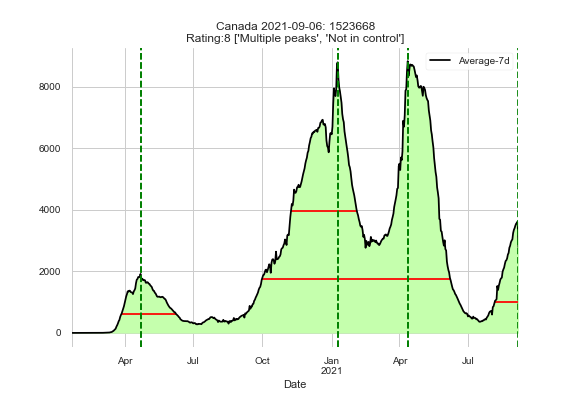 Canada 2021-09-06: 1523668
Rating:8 ['Multiple peaks', 'Not in control']
Average-7d
8000
6000
4000
2000
0
Apr
Jul
Oct
Jan
2021
Apr
Jul
Date